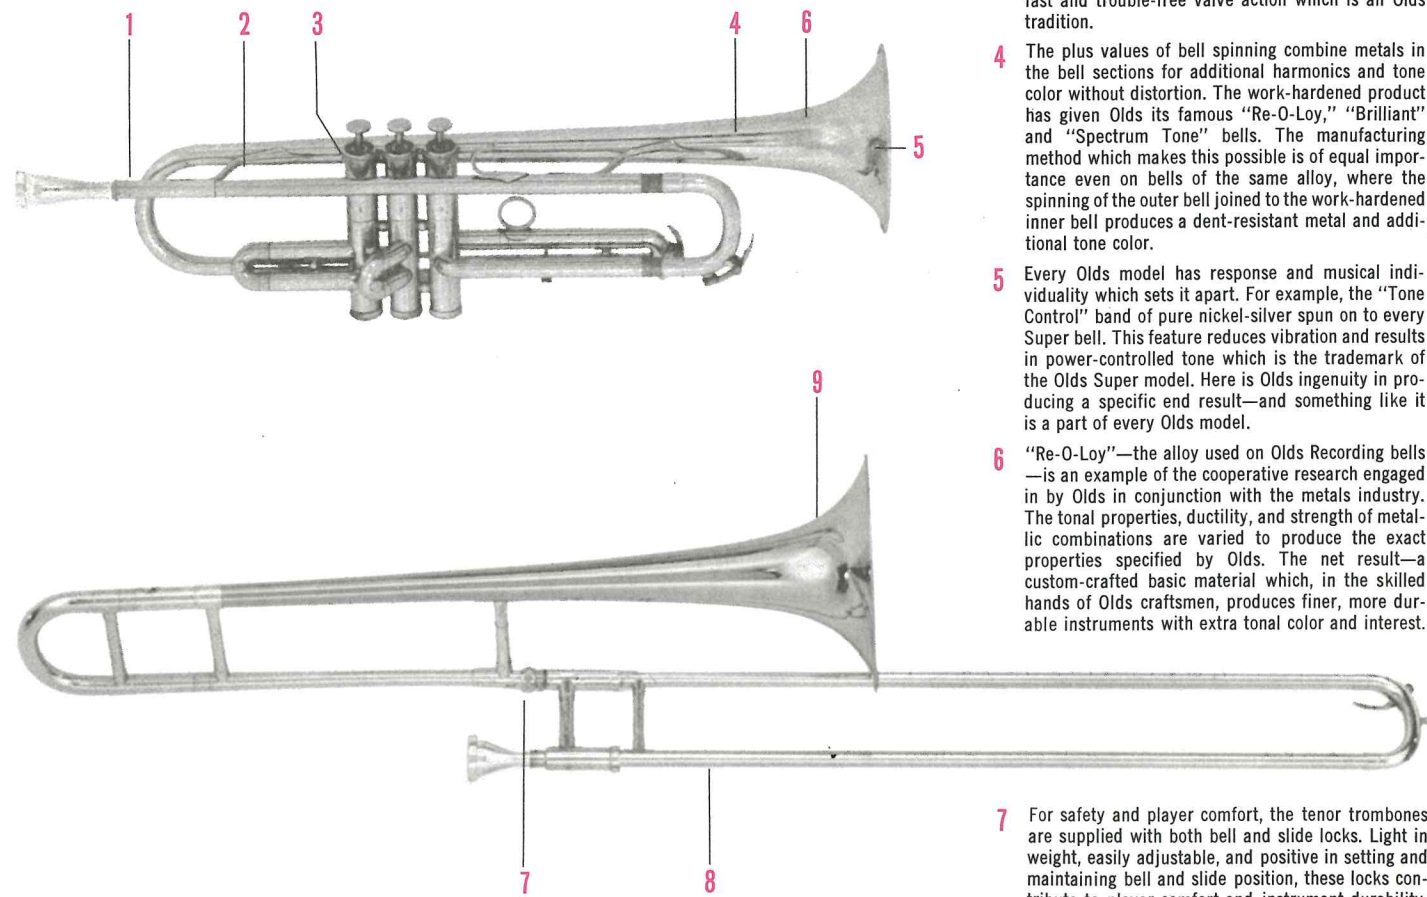 1
2
3
4
6
5
9
7
8
fast and trouble-free valve action which is an Olds
tradition.
4 The plus values of bell spinning combine metals in
the bell sections for additional harmonics and tone
color without distortion. The work-hardened product
has given Olds its famous “Re-O-Loy,” “Brilliant”
and “Spectrum Tone” bells. The manufacturing
method which makes this possible is of equal impor-
tance even on bells of the same alloy, where the
spinning of the outer bell joined to the work-hardened
inner bell produces a dent-resistant metal and addi-
tional tone color.
5 Every Olds model has response and musical indi-
viduality which sets it apart. For example, the “Tone
Control” band of pure nickel-silver spun on to every
Super bell. This feature reduces vibration and results
in power-controlled tone which is the trademark of
the Olds Super model. Here is Olds ingenuity in pro-
ducing a specific end result—and something like it
is a part of every Olds model.
6 “Re-O-Loy”—the alloy used on Olds Recording bells
—is an example of the cooperative research engaged
in by Olds in conjunction with the metals industry.
The tonal properties, ductility, and strength of metal-
lic combinations are varied to produce the exact
properties specified by Olds. The net result—a
custom-crafted basic material which, in the skilled
hands of Olds craftsmen, produces finer, more dur-
able instruments with extra tonal color and interest.
7 For safety and player comfort, the tenor trombones
are supplied with both bell and slide locks. Light in
weight, easily adjustable, and positive in setting and
maintaining bell and slide position, these locks con-
tribute to player comfort and instrument durability.